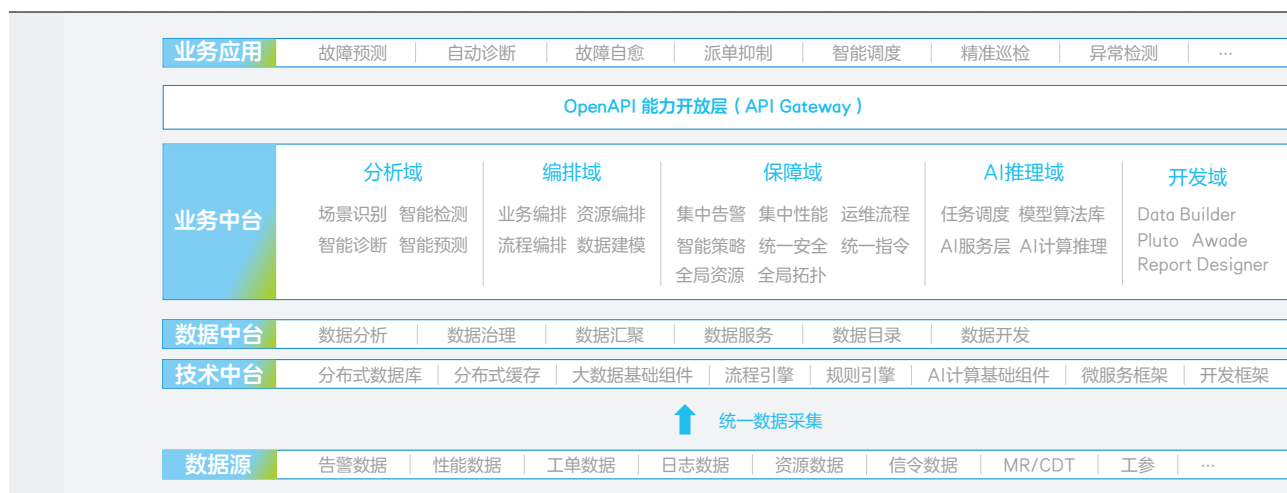 业务应用 故障预测 自动诊断 故障自愈 派单抑制 智能调度 精准巡检 异常检测 …
OpenAPI 能力开放层（API Gateway）
业务中台
分析域
场景识别 智能检测
智能诊断 智能预测
编排域
业务编排 资源编排
流程编排 数据建模
保障域
集中告警 集中性能 运维流程
智能策略 统一安全 统一指令
全局资源 全局拓扑
AI推理域
任务调度 模型算法库
AI服务层 AI计算推理
开发域
Data Builder
Pluto Awade
Report Designer
数据中台 数据分析 数据治理 数据汇聚 数据服务 数据目录 数据开发
技术中台 分布式数据库 分布式缓存 大数据基础组件 流程引擎 规则引擎 AI计算基础组件 微服务框架 开发框架
统一数据采集
数据源 告警数据 性能数据 工单数据 日志数据 资源数据 信令数据 MR/CDT 工参 …